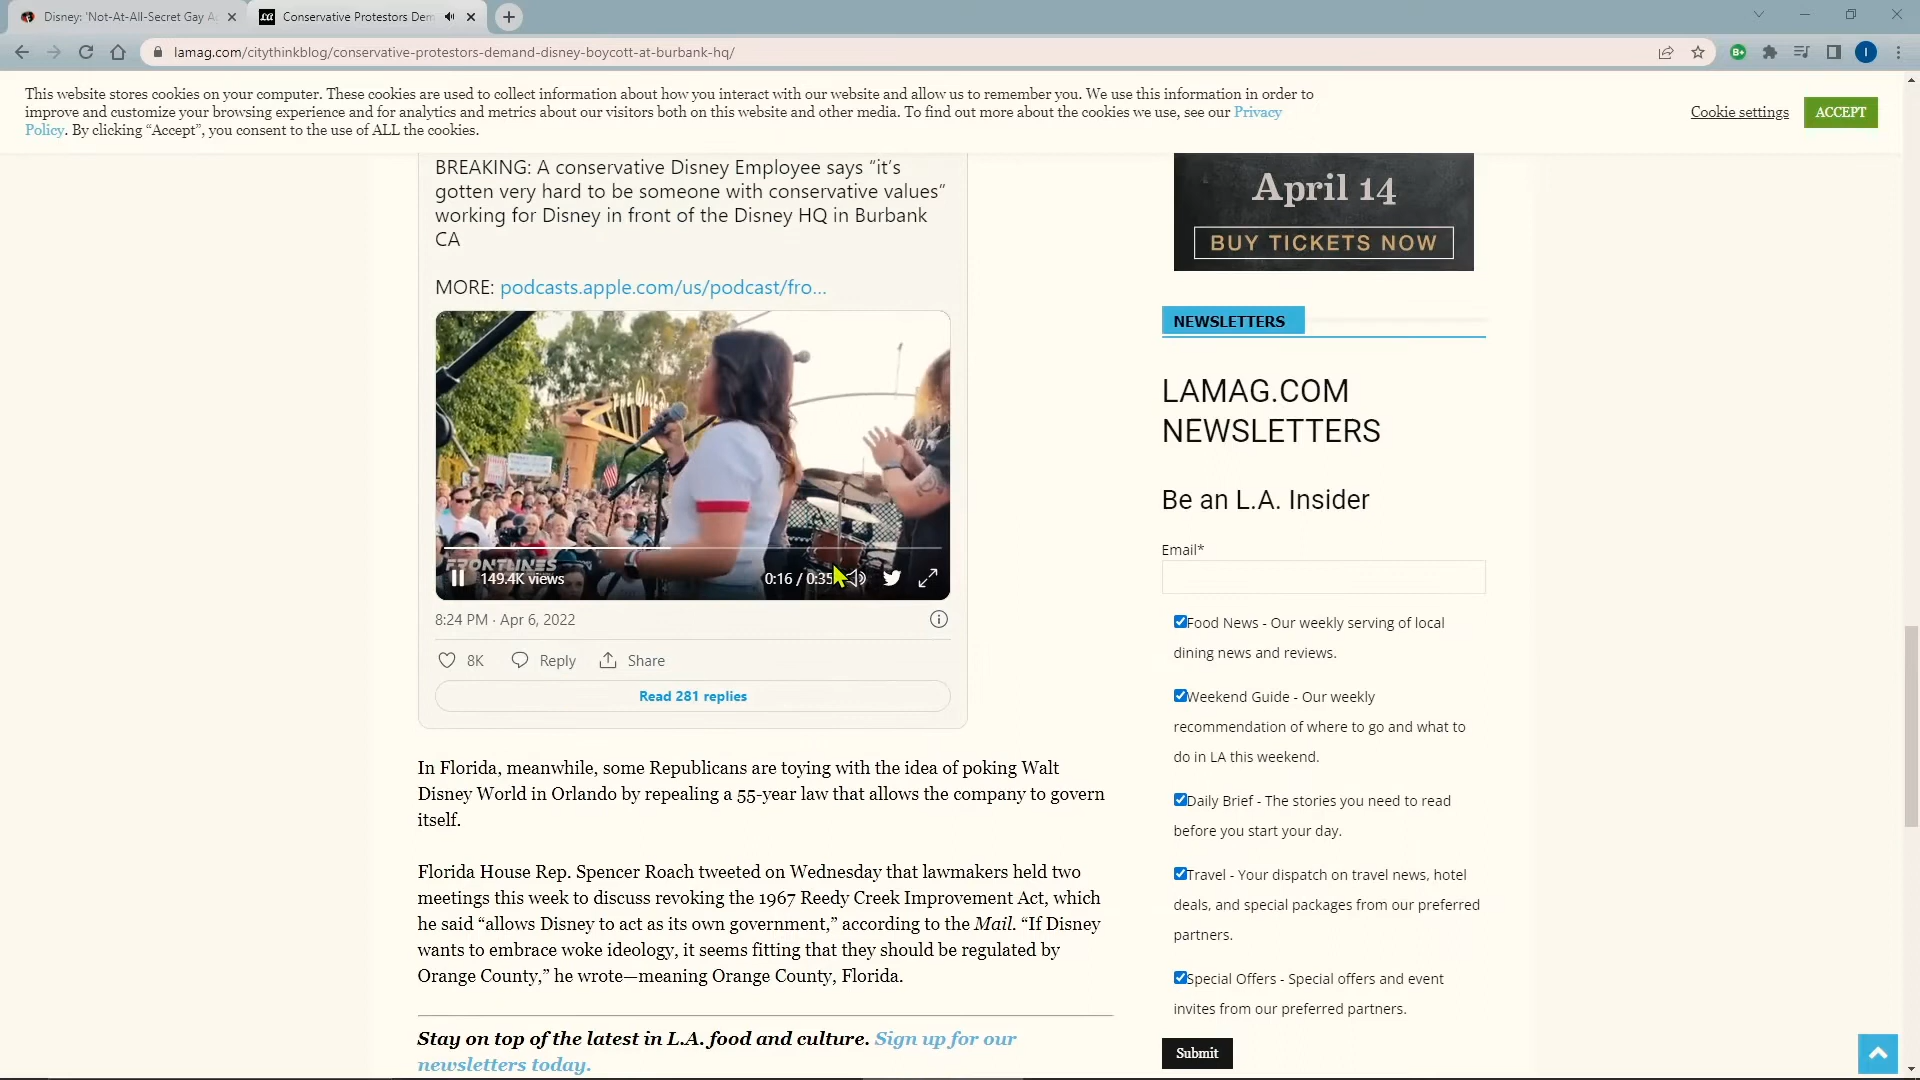 Disney: 'Not-At-All-Secret Gay A
Conservative Protestors Dem
lamag.com/citythinkblog/conservative-protestors-demand-disney-boycott-at-burbank-hq/
This website stores cookies on your computer. These cookies are used to collect information about how you interact with our website and allow us to remember you. We use this information in order to
improve and customize your browsing experience and for analytics and metrics about our visitors both on this website and other media. To find out more about the cookies we use, see our Privacy
Policy. By clicking “Accept”, you consent to the use of ALL the cookies.
Cookie settings
ACCEPT
BREAKING: A conservative Disney Employee says “it’s
gotten very hard to be someone with conservative values”
working for Disney in front of the Disney HQ in Burbank
CA
MORE: podcasts.apple.com/us/podcast/fro...
FRONTLINES
149.4K views
0:16 / 0:35
8:24 PM · Apr 6, 2022
8K
Reply
Share
Read 281 replies
In Florida, meanwhile, some Republicans are toying with the idea of poking Walt
Disney World in Orlando by repealing a 55-year law that allows the company to govern
itself.
Florida House Rep. Spencer Roach tweeted on Wednesday that lawmakers held two
meetings this week to discuss revoking the 1967 Reedy Creek Improvement Act, which
he said “allows Disney to act as its own government,” according to the Mail. “If Disney
wants to embrace woke ideology, it seems fitting that they should be regulated by
Orange County,” he wrote—meaning Orange County, Florida.
Stay on top of the latest in L.A. food and culture. Sign up for our
newsletters today.
April 14
BUY TICKETS NOW
NEWSLETTERS
LAMAG.COM
NEWSLETTERS
Be an L.A. Insider
Email*
Food News - Our weekly serving of local
dining news and reviews.
Weekend Guide - Our weekly
recommendation of where to go and what to
do in LA this weekend.
Daily Brief - The stories you need to read
before you start your day.
Travel - Your dispatch on travel news, hotel
deals, and special packages from our preferred
partners.
Special Offers - Special offers and event
invites from our preferred partners.
Submit